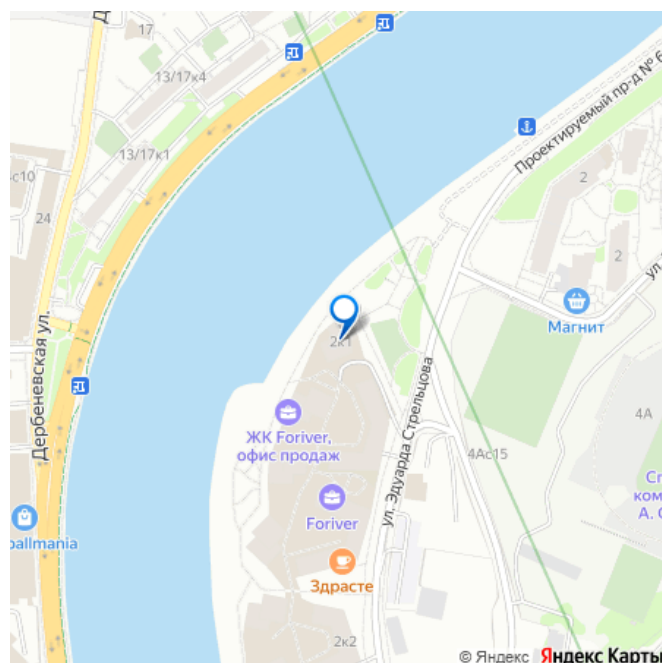 17
13/17к4
13/17к1
24
Дербеневская ул.
Проектируемый пр-д № 6
2
2
Магнит
2к1
ул. Эдуарда Стрельцова
ЖК Foriver,
офис продаж
4А
4Ас15
Foriver
Здрасте
2к2
© Яндекс Яндекс Карты